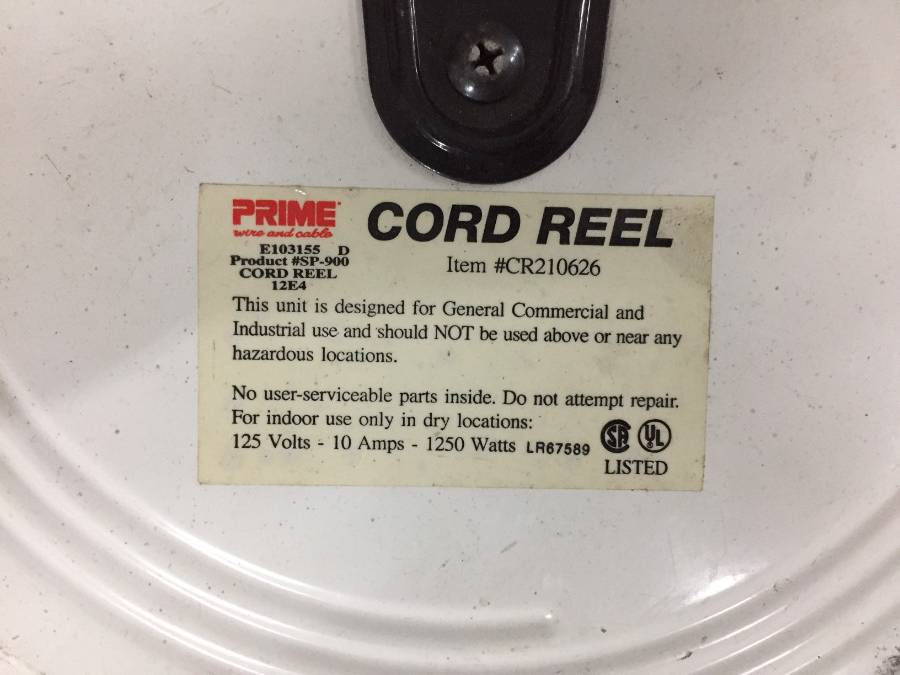 PRIME
wire and cable
CORD REEL
E103155 D
Product #SP-900
CORD REEL
12E4
Item #CR210626
This unit is designed for General Commercial and
Industrial use and should NOT be used above or near any
hazardous locations.
No user-serviceable parts inside. Do not attempt repair.
For indoor use only in dry locations:
125 Volts - 10 Amps - 1250 Watts LR67589
SA UL
LISTED